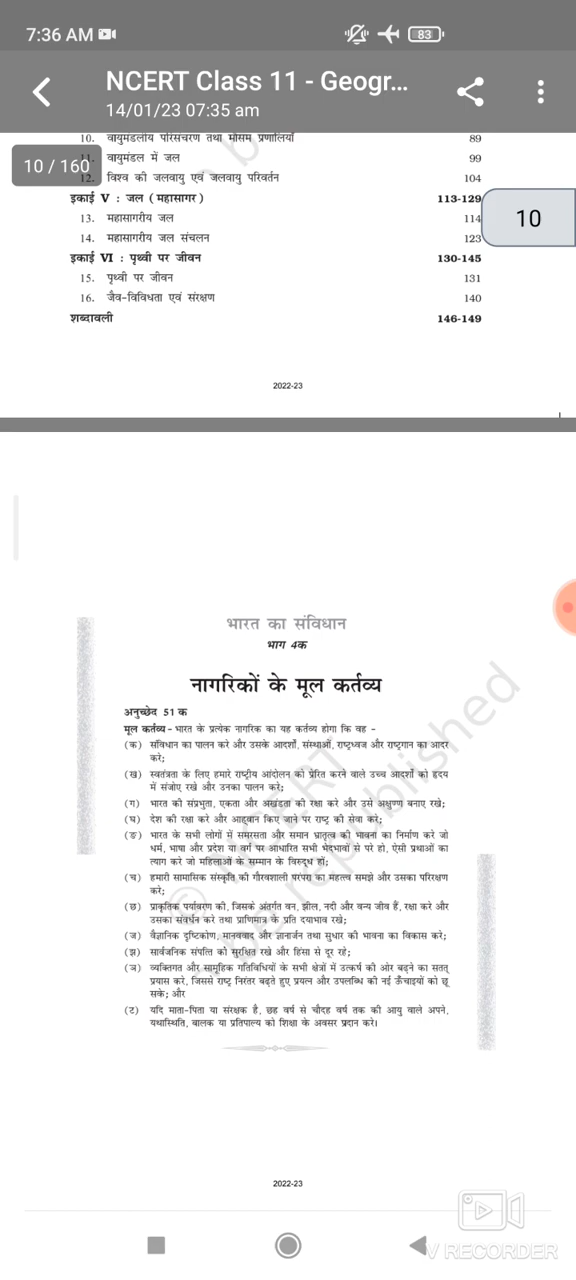 7:36 AM
83
NCERT Class 11 - Geogr...
14/01/23 07:35 am
10. वायुमंडलीय परिसंचरण तथा मौसम प्रणालियाँ 89
10 / 160
11. वायुमंडल में जल 99
12. विश्व की जलवायु एवं जलवायु परिवर्तन 104
इकाई V : जल (महासागर) 113-129
10
13. महासागरीय जल 114
14. महासागरीय जल संचलन 123
इकाई VI : पृथ्वी पर जीवन 130-145
15. पृथ्वी पर जीवन 131
16. जैव-विविधता एवं संरक्षण 140
शब्दावली 146-149
2022-23
भारत का संविधान
भाग 4क
नागरिकों के मूल कर्तव्य
अनुच्छेद 51 क
मूल कर्तव्य - भारत के प्रत्येक नागरिक का यह कर्तव्य होगा कि वह -
(क) संविधान का पालन करे और उसके आदर्शों, संस्थाओं, राष्ट्रध्वज और राष्ट्रगान का आदर
करे;
(ख) स्वतंत्रता के लिए हमारे राष्ट्रीय आंदोलन को प्रेरित करने वाले उच्च आदर्शों को हृदय
में संजोए रखे और उनका पालन करे;
(ग) भारत की संप्रभुता, एकता और अखंडता की रक्षा करे और उसे अक्षुण्ण बनाए रखे;
(घ) देश की रक्षा करे और आह्वान किए जाने पर राष्ट्र की सेवा करे;
(ङ) भारत के सभी लोगों में समरसता और समान भ्रातृत्व की भावना का निर्माण करे जो
धर्म, भाषा और प्रदेश या वर्ग पर आधारित सभी भेदभावों से परे हो, ऐसी प्रथाओं का
त्याग करे जो महिलाओं के सम्मान के विरुद्ध हों;
(च) हमारी सामासिक संस्कृति की गौरवशाली परंपरा का महत्त्व समझे और उसका परिरक्षण
करे;
(छ) प्राकृतिक पर्यावरण की, जिसके अंतर्गत वन, झील, नदी और वन्य जीव हैं, रक्षा करे और
उसका संवर्धन करे तथा प्राणिमात्र के प्रति दयाभाव रखे;
(ज) वैज्ञानिक दृष्टिकोण, मानववाद और ज्ञानार्जन तथा सुधार की भावना का विकास करे;
(झ) सार्वजनिक संपत्ति को सुरक्षित रखे और हिंसा से दूर रहे;
(ञ) व्यक्तिगत और सामूहिक गतिविधियों के सभी क्षेत्रों में उत्कर्ष की ओर बढ़ने का सतत्
प्रयास करे, जिससे राष्ट्र निरंतर बढ़ते हुए प्रयत्न और उपलब्धि की नई ऊँचाइयों को छू
सके; और
(ट) यदि माता-पिता या संरक्षक है, छह वर्ष से चौदह वर्ष तक की आयु वाले अपने,
यथास्थिति, बालक या प्रतिपाल्य को शिक्षा के अवसर प्रदान करे।
2022-23
V RECORDER